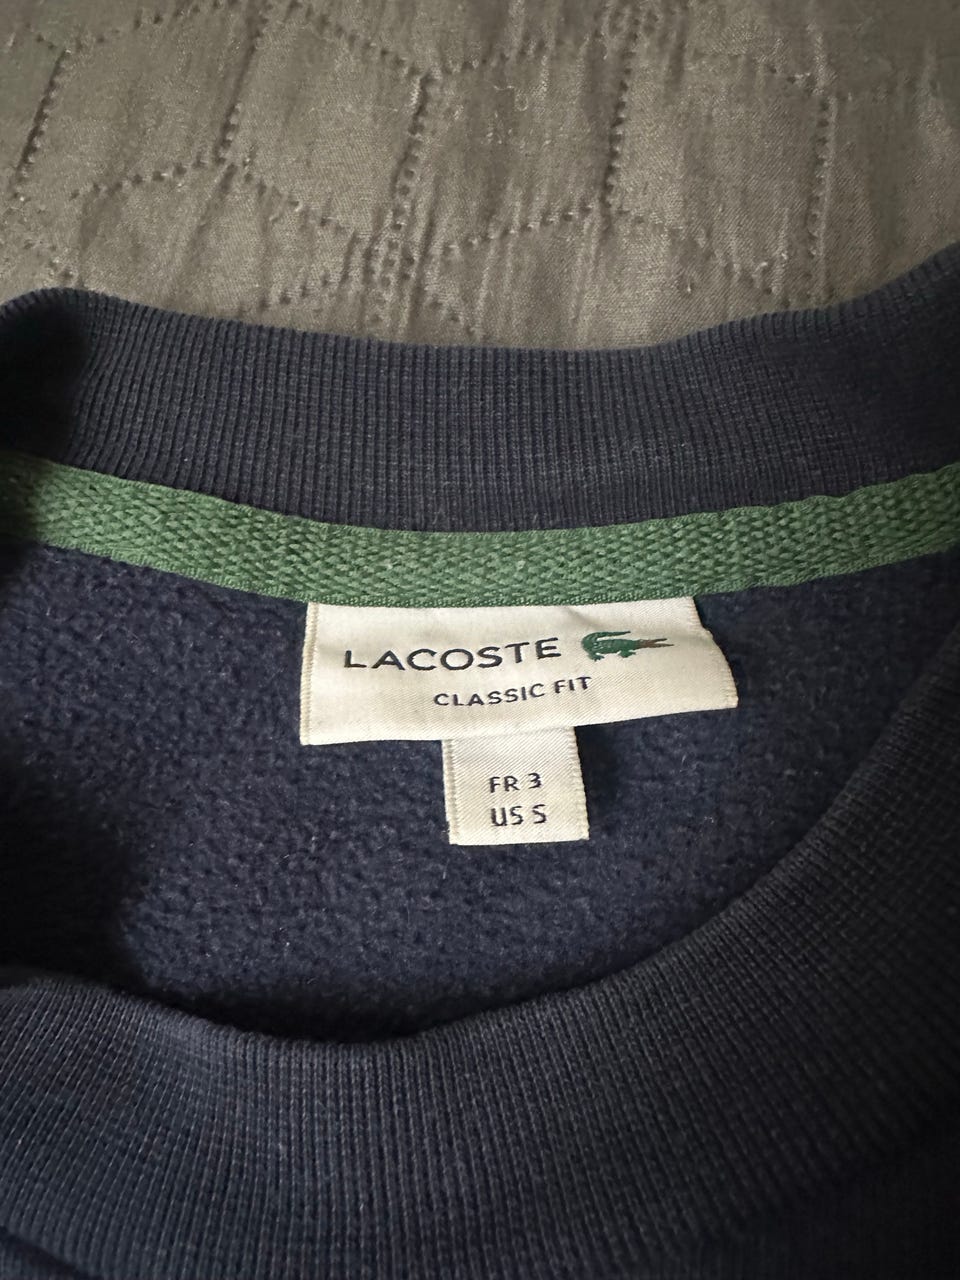 LACOSTE
CLASSIC FIT
FR 3
US S